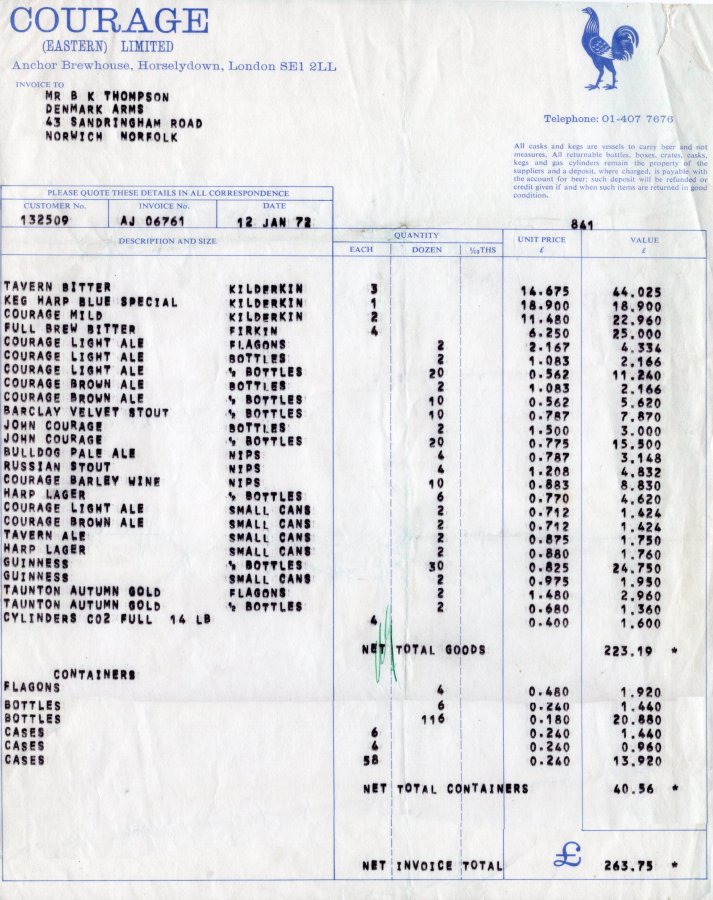 COURAGE
(EASTERN) LIMITED
Anchor Brewhouse, Horselydown, London SE1 2LL
INVOICE TO
MR B K THOMPSON
DENMARK ARMS
43 SANDRINGHAM ROAD
NORWICH NORFOLK
Telephone: 01-407 7676
All casks and kegs are vessels to carry beer and not
measures. All returnable bottles, boxes, crates, casks,
kegs and gas cylinders remain the property of the
suppliers and a deposit, where charged, is payable with
the account for beer; such deposit will be refunded or
credit given if and when such items are returned in good
condition.
PLEASE QUOTE THESE DETAILS IN ALL CORRESPONDENCE
CUSTOMER No. INVOICE No. DATE
132509 AJ 06761 12 JAN 72
841
DESCRIPTION AND SIZE QUANTITY UNIT PRICE VALUE
EACH DOZEN 1/12THS £ £
TAVERN BITTER KILDERKIN 3 14.675 44.025
KEG HARP BLUE SPECIAL KILDERKIN 1 18.900 18.900
COURAGE MILD KILDERKIN 2 11.480 22.960
FULL BREW BITTER FIRKIN 4 6.250 25.000
COURAGE LIGHT ALE FLAGONS 2 2.167 4.334
COURAGE LIGHT ALE BOTTLES 2 1.083 2.166
COURAGE LIGHT ALE ½ BOTTLES 20 0.562 11.240
COURAGE BROWN ALE BOTTLES 2 1.083 2.166
COURAGE BROWN ALE ½ BOTTLES 10 0.562 5.620
BARCLAY VELVET STOUT ½ BOTTLES 10 0.787 7.870
JOHN COURAGE BOTTLES 2 1.500 3.000
JOHN COURAGE ½ BOTTLES 20 0.775 15.500
BULLDOG PALE ALE NIPS 4 0.787 3.148
RUSSIAN STOUT NIPS 4 1.208 4.832
COURAGE BARLEY WINE NIPS 10 0.883 8.830
HARP LAGER ½ BOTTLES 6 0.770 4.620
COURAGE LIGHT ALE SMALL CANS 2 0.712 1.424
COURAGE BROWN ALE SMALL CANS 2 0.712 1.424
TAVERN ALE SMALL CANS 2 0.875 1.750
HARP LAGER SMALL CANS 2 0.880 1.760
GUINNESS ½ BOTTLES 30 0.825 24.750
GUINNESS SMALL CANS 2 0.975 1.950
TAUNTON AUTUMN GOLD FLAGONS 2 1.480 2.960
TAUNTON AUTUMN GOLD ½ BOTTLES 2 0.680 1.360
CYLINDERS CO2 FULL 14 LB 4 0.400 1.600
NET TOTAL GOODS 223.19 *
CONTAINERS
FLAGONS 4 0.480 1.920
BOTTLES 6 0.240 1.440
BOTTLES 116 0.180 20.880
CASES 6 0.240 1.440
CASES 4 0.240 0.960
CASES 58 0.240 13.920
NET TOTAL CONTAINERS 40.56 *
NET INVOICE TOTAL £ 263.75 *